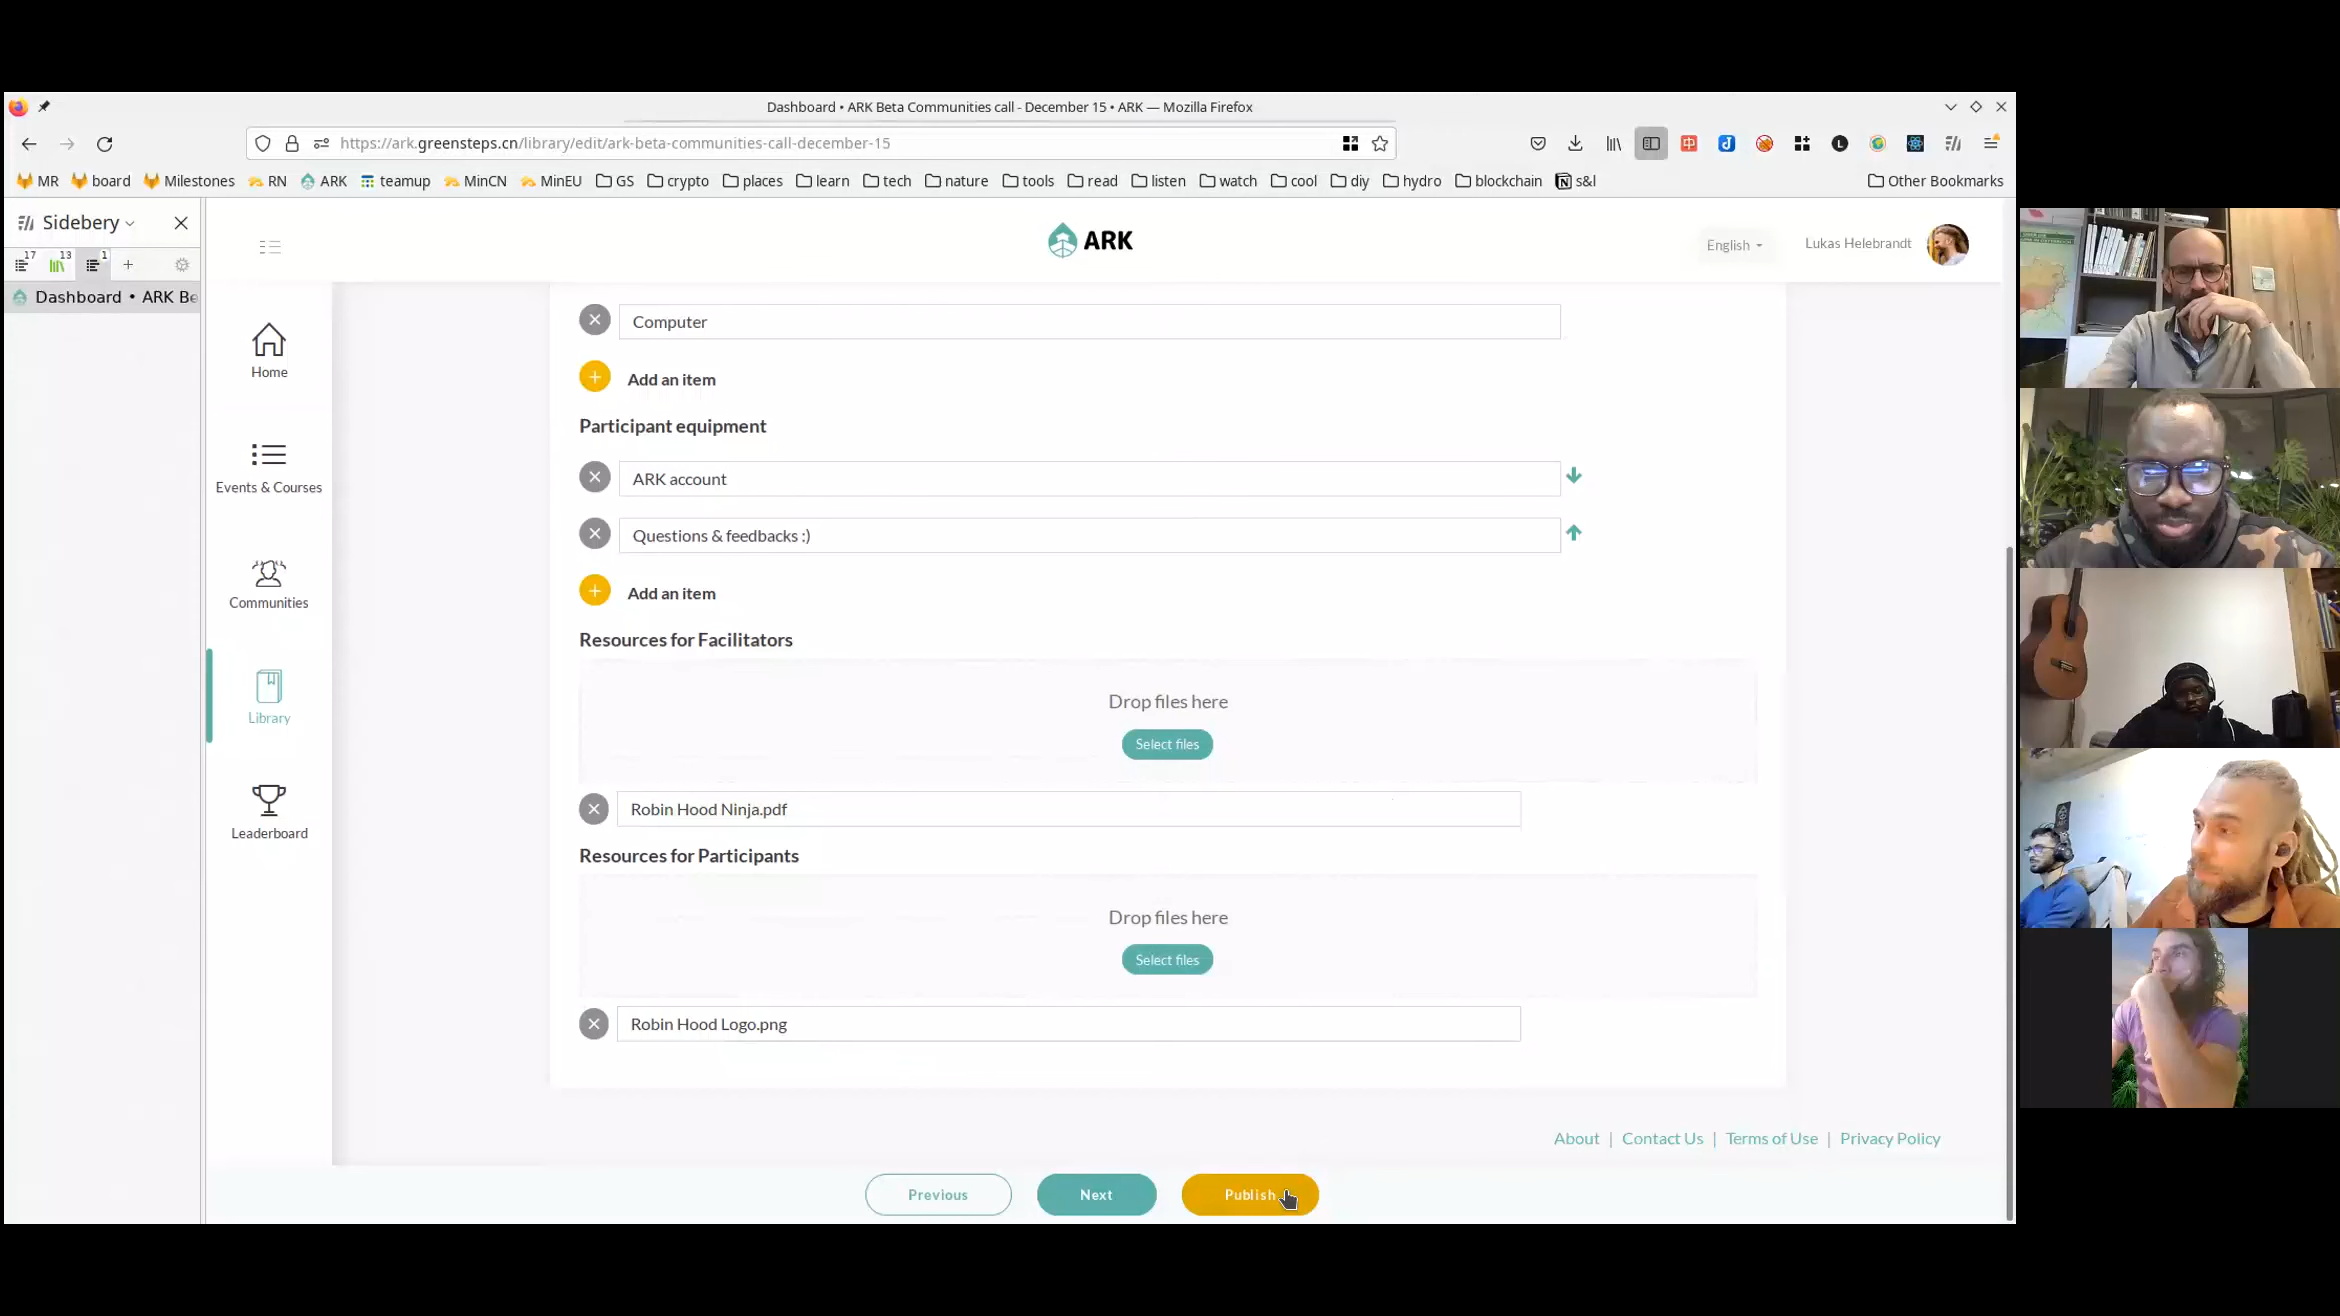 Dashboard • ARK Beta Communities call - December 15 • ARK — Mozilla Firefox
https://ark.greensteps.cn/library/edit/ark-beta-communities-call-december-15
MR board Milestones RN ARK teamup MinCN MinEU GS crypto places learn tech nature tools read listen watch cool diy hydro blockchain s&l Other Bookmarks
Sidebery
17 13 1
Dashboard • ARK Be
ARK
English
Lukas Helebrandt
Home
Events & Courses
Communities
Library
Leaderboard
Computer
Add an item
Participant equipment
ARK account
Questions & feedbacks :)
Add an item
Resources for Facilitators
Drop files here
Select files
Robin Hood Ninja.pdf
Resources for Participants
Drop files here
Select files
Robin Hood Logo.png
About | Contact Us | Terms of Use | Privacy Policy
Previous Next Publish